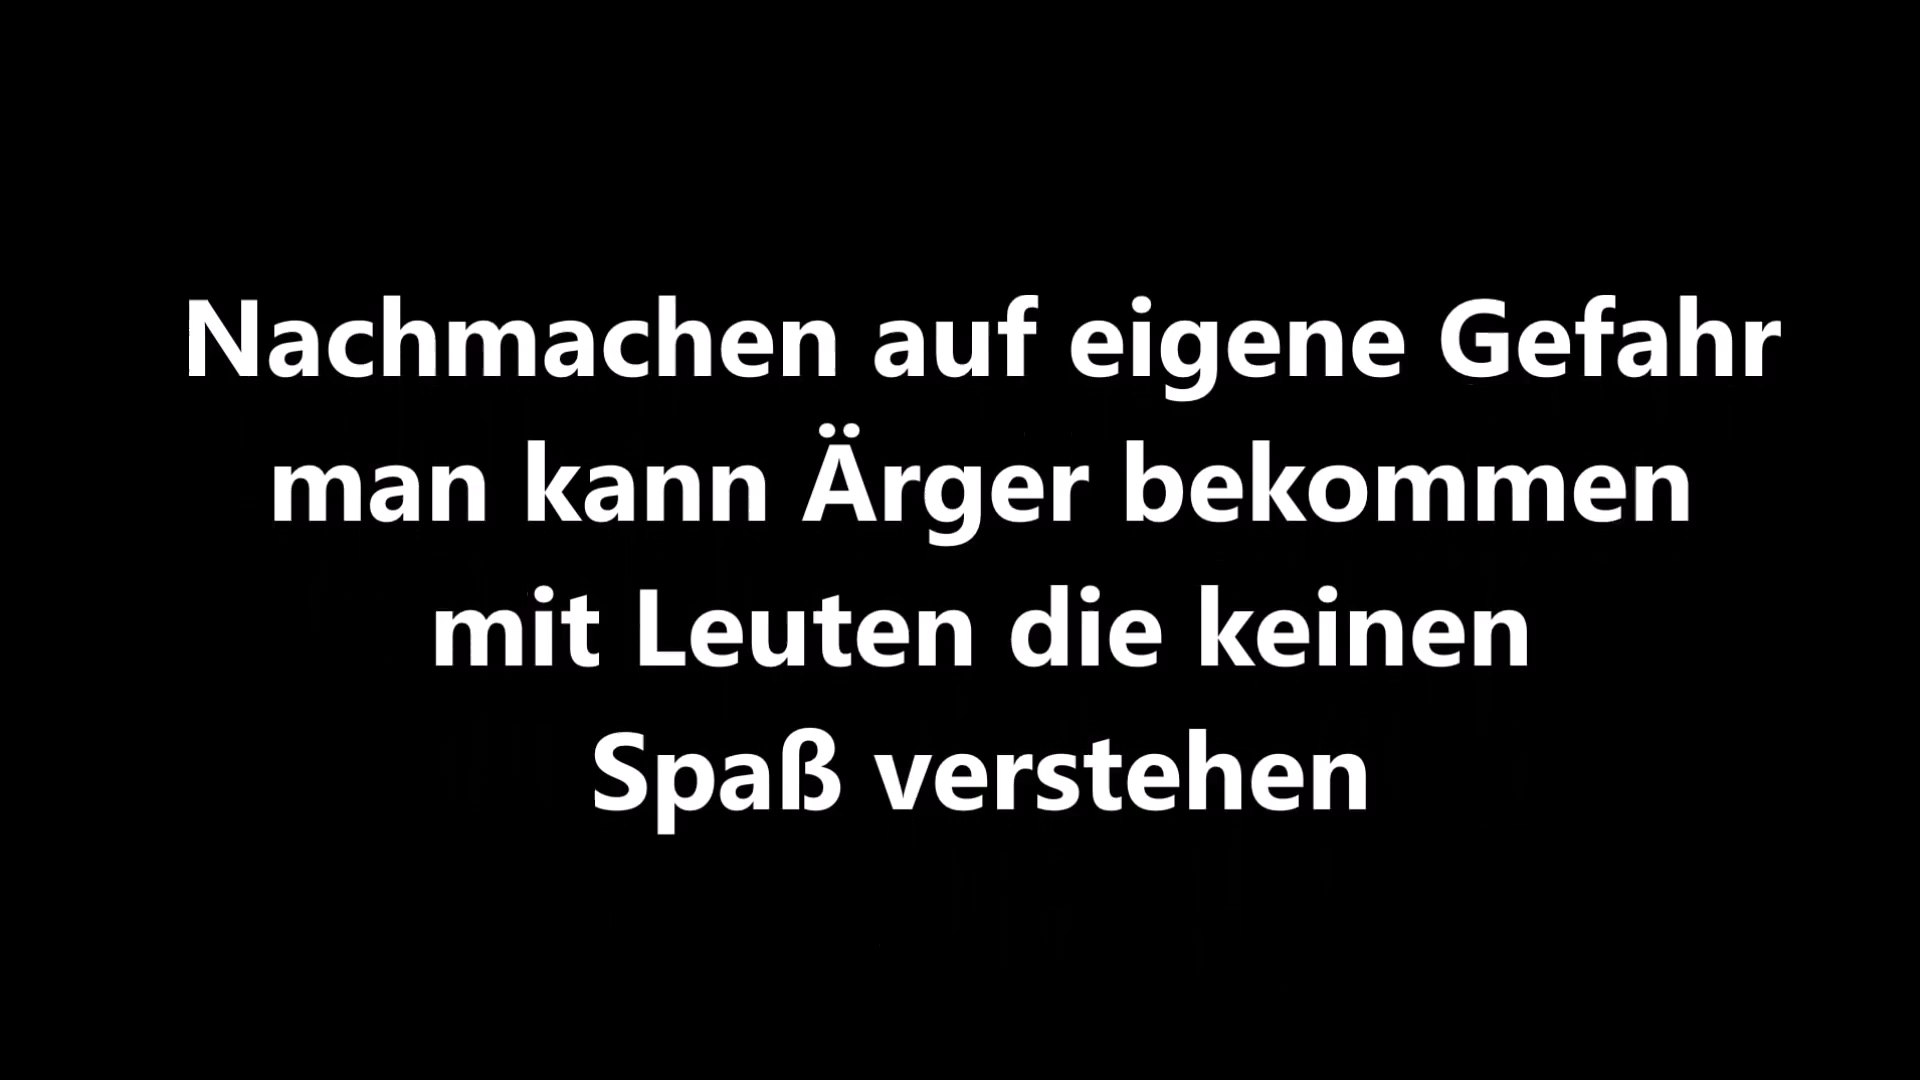 Nachmachen auf eigene Gefahr
man kann Ärger bekommen
mit Leuten die keinen
Spaß verstehen